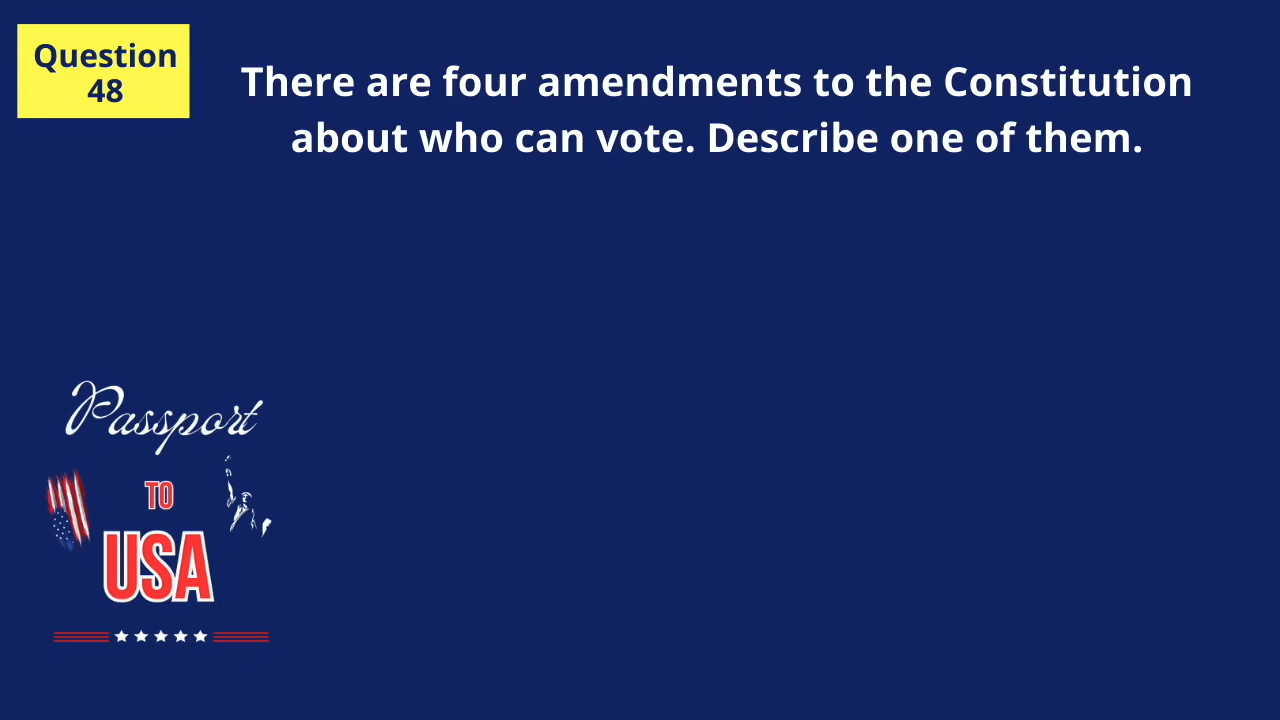 Question
48
There are four amendments to the Constitution
about who can vote. Describe one of them.
Passport
TO
USA